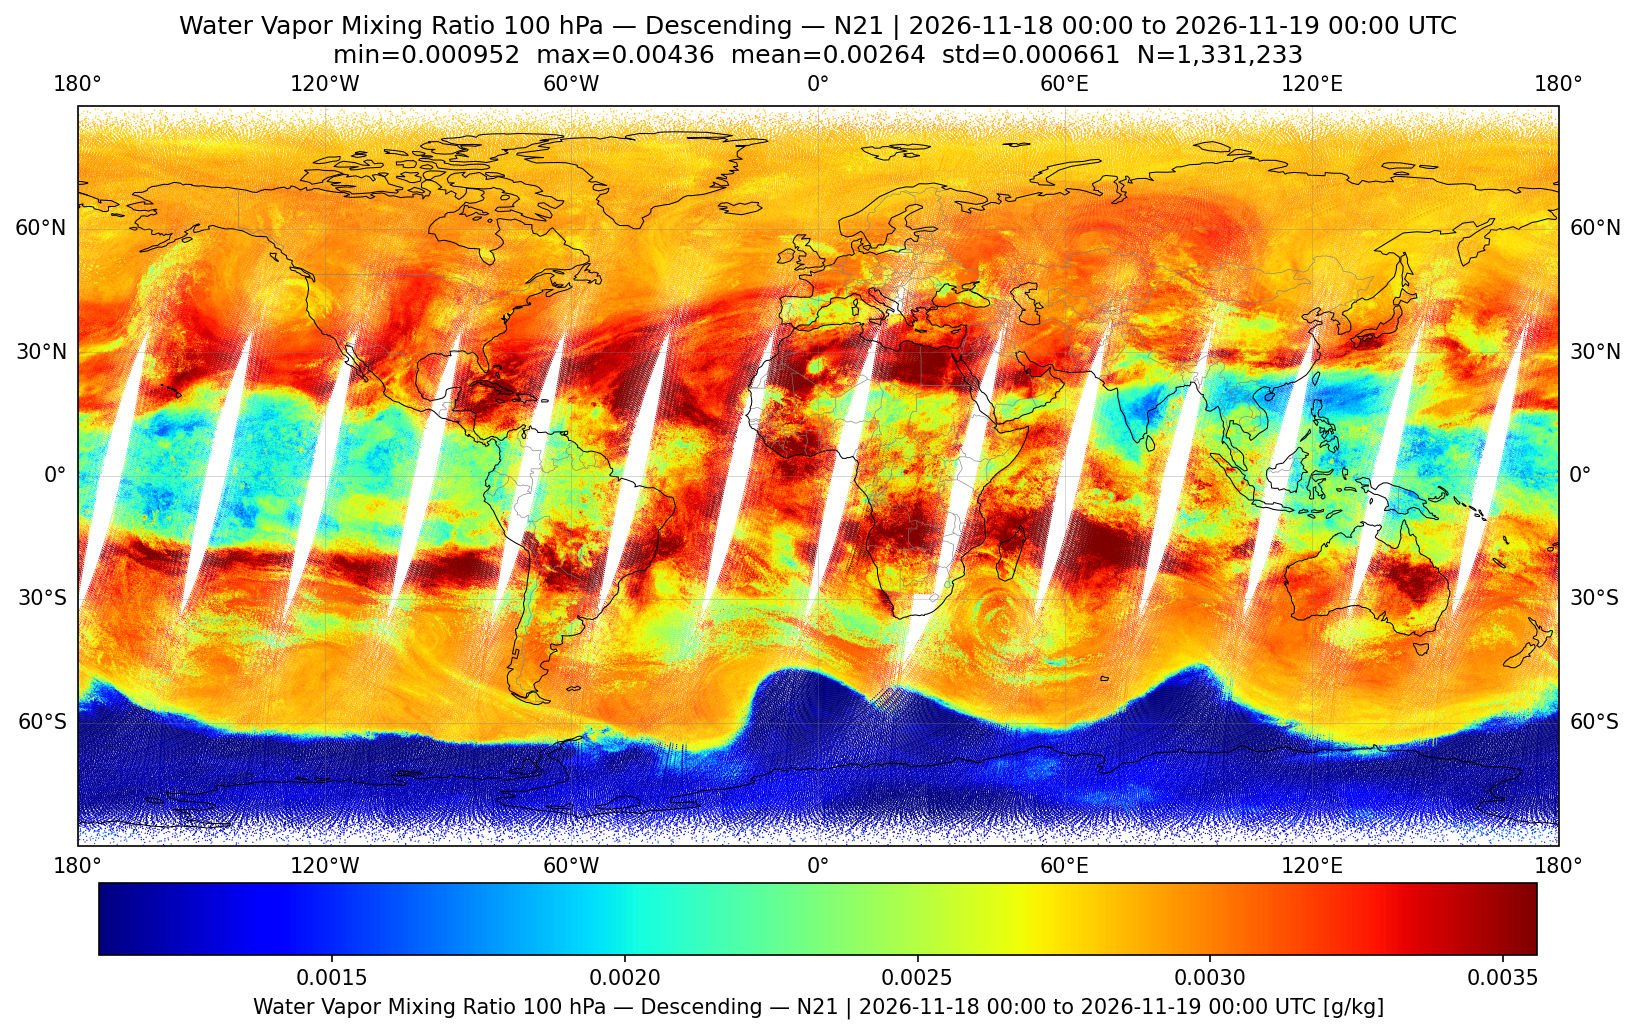 Water Vapor Mixing Ratio 100 hPa — Descending — N21 | 2026-11-18 00:00 to 2026-11-19 00:00 UTC
min=0.000952 max=0.00436 mean=0.00264 std=0.000661 N=1,331,233
180° 120°W 60°W 0° 60°E 120°E 180°
60°N 60°N
30°N 30°N
0° 0°
30°S 30°S
60°S 60°S
180° 120°W 60°W 0° 60°E 120°E 180°
0.0015 0.0020 0.0025 0.0030 0.0035
Water Vapor Mixing Ratio 100 hPa — Descending — N21 | 2026-11-18 00:00 to 2026-11-19 00:00 UTC [g/kg]